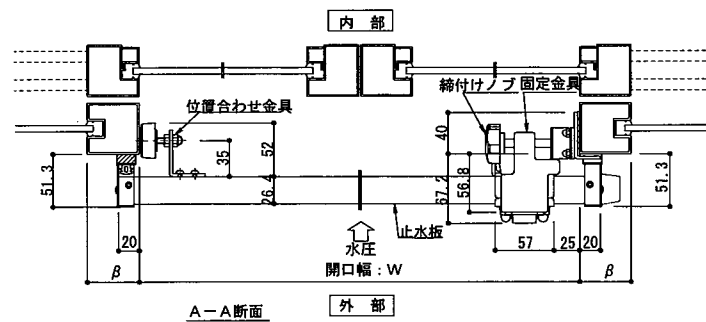 内 部
位置合わせ金具
締付けノブ
固定金具
40
52
35
51.3
26.4
67.2
56.8
51.3
止水板
水圧
20
57
25
20
β
開口幅：W
β
A－A断面
外 部